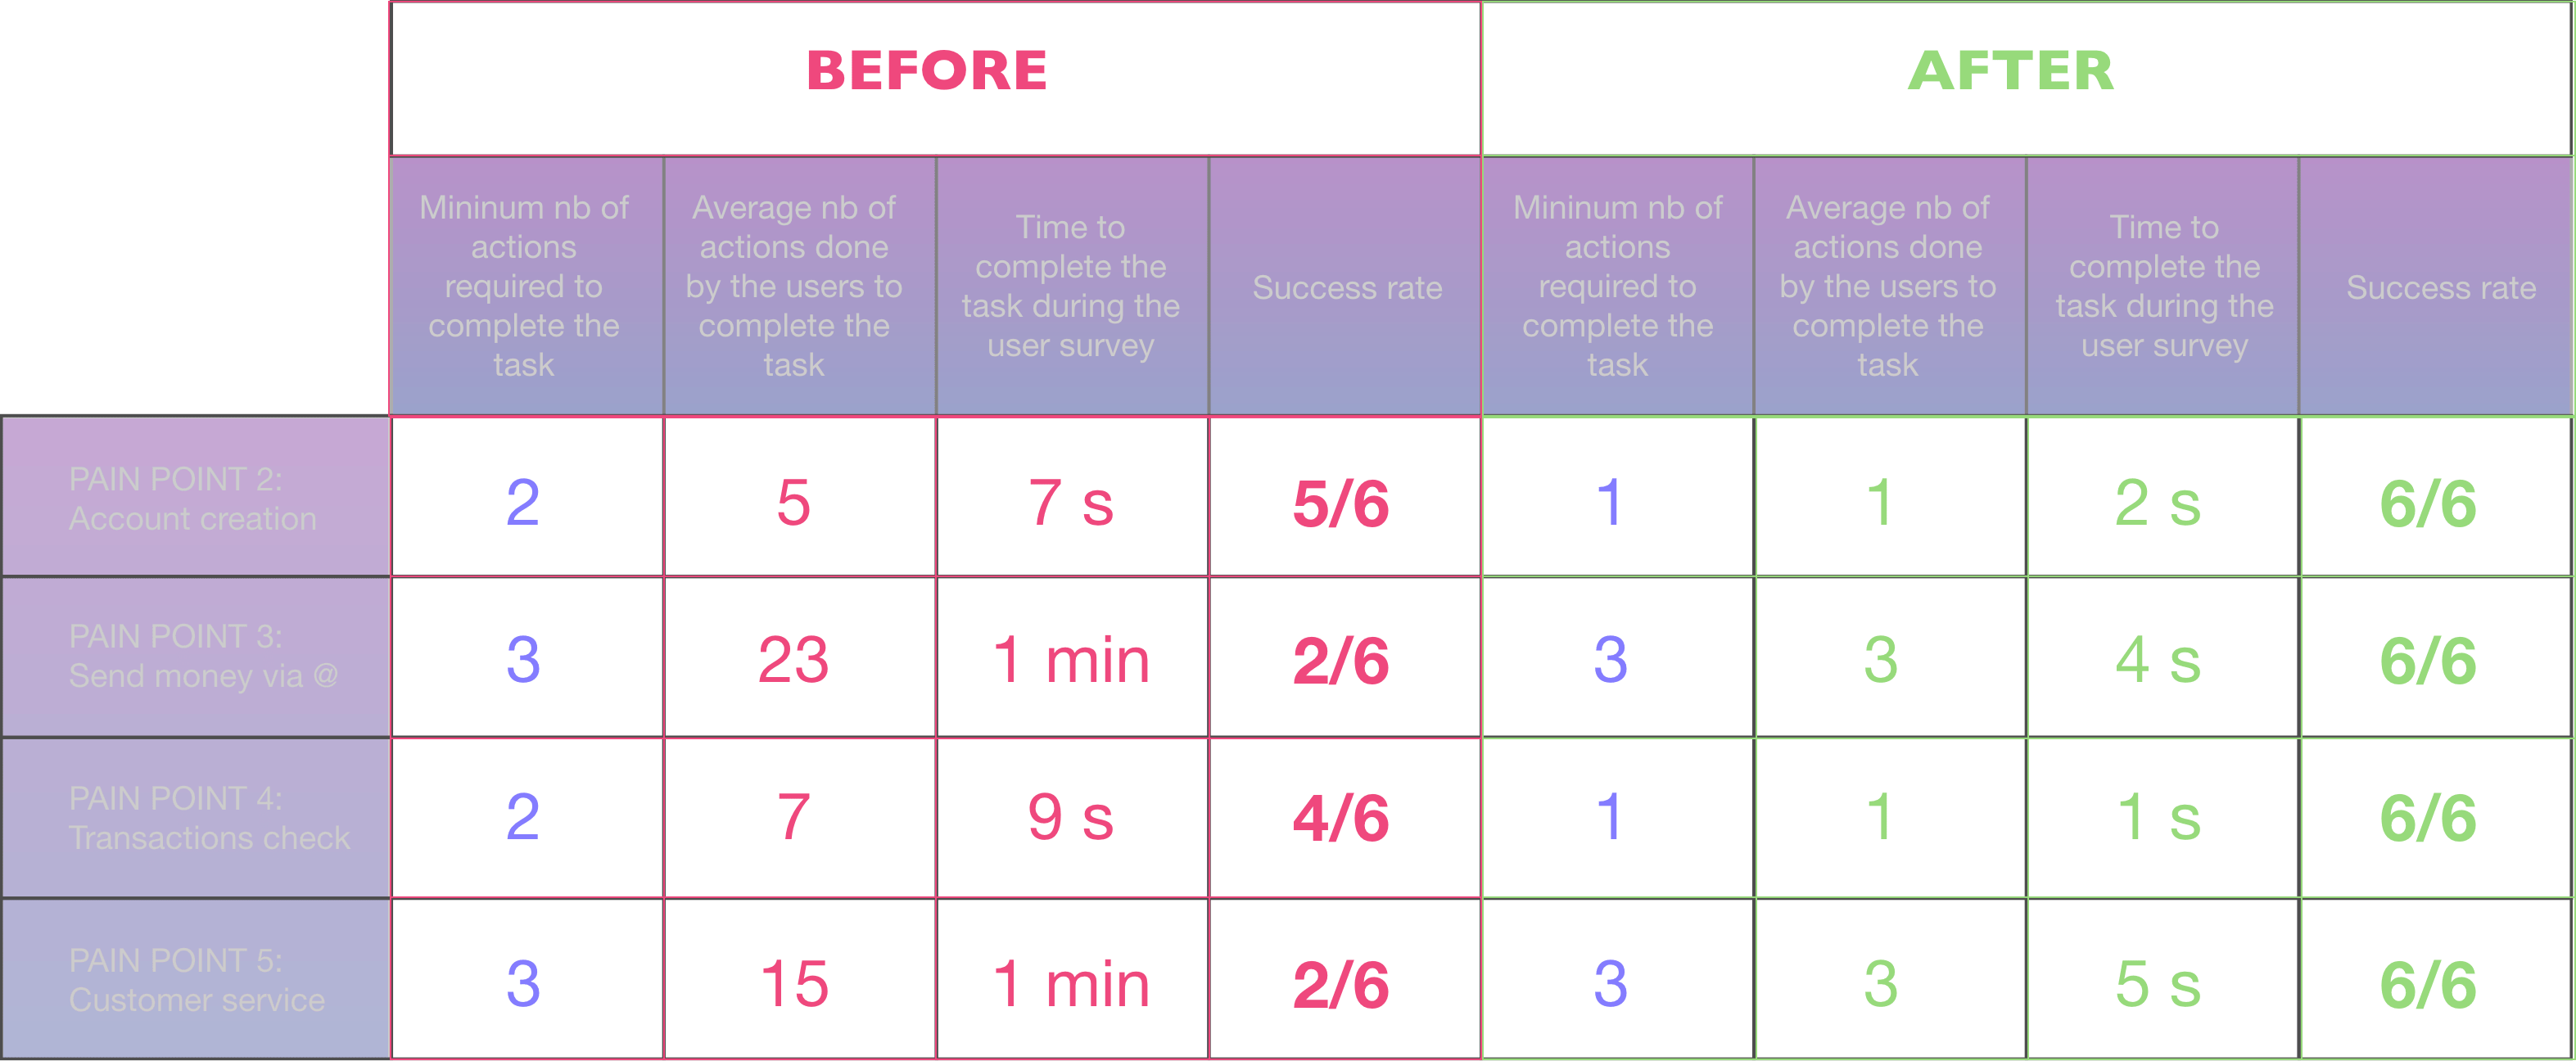 BEFORE
AFTER
Mininum nb of
actions
required to
complete the
task
Average nb of
actions done
by the users to
complete the
task
Time to
complete the
task during the
user survey
Success rate
Mininum nb of
actions
required to
complete the
task
Average nb of
actions done
by the users to
complete the
task
Time to
complete the
task during the
user survey
Success rate
PAIN POINT 2:
Account creation
2
5
7 s
5/6
1
1
2 s
6/6
PAIN POINT 3:
Send money via @
3
23
1 min
2/6
3
3
4 s
6/6
PAIN POINT 4:
Transactions check
2
7
9 s
4/6
1
1
1 s
6/6
PAIN POINT 5:
Customer service
3
15
1 min
2/6
3
3
5 s
6/6